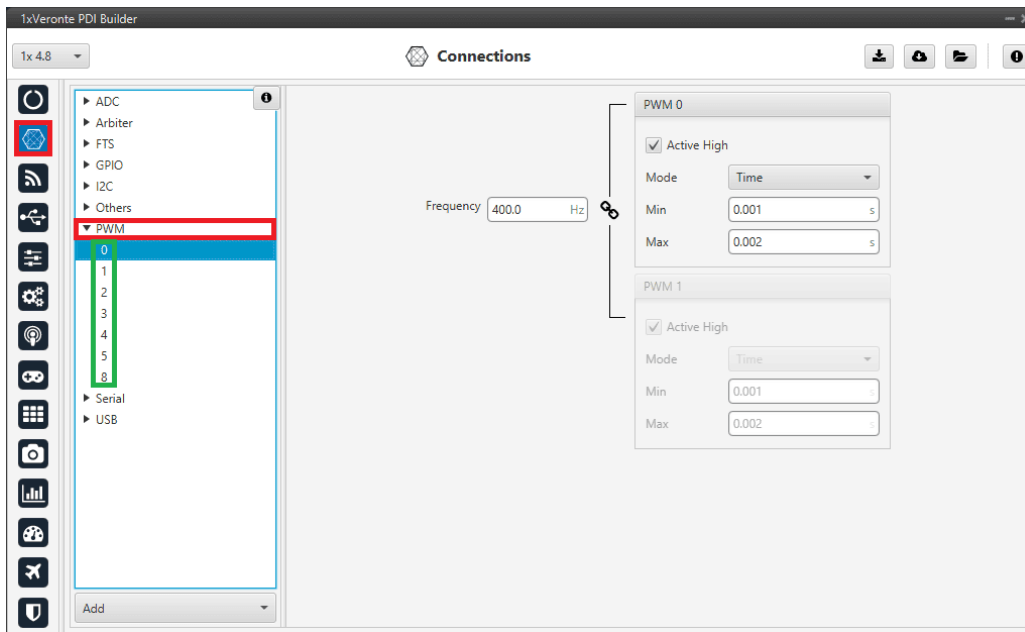 1xVeronte PDI Builder
1x 4.8
Connections
ADC
Arbiter
FTS
GPIO
I2C
Others
PWM
0
1
2
3
4
5
8
Serial
USB
Add
Frequency 400.0 Hz
PWM 0
Active High
Mode Time
Min 0.001 s
Max 0.002 s
PWM 1
Active High
Mode Time
Min 0.001 s
Max 0.002 s